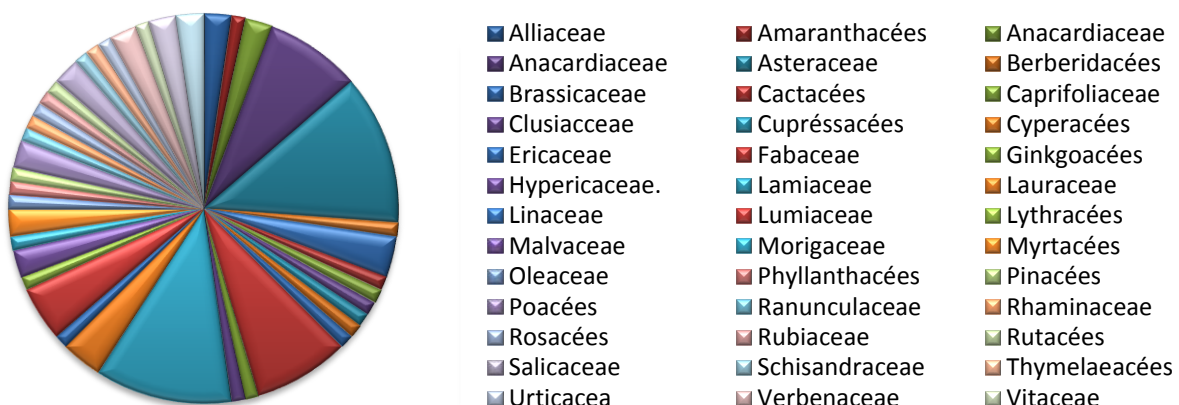 Alliaceae Amaranthacées Anacardiaceae
Anacardiaceae Asteraceae Berberidacées
Brassicaceae Cactacées Caprifoliaceae
Clusiacceae Cupréssacées Cyperacées
Ericaceae Fabaceae Ginkgoacées
Hypericaceae. Lamiaceae Lauraceae
Linaceae Lumiaceae Lythracées
Malvaceae Morigaceae Myrtacées
Oleaceae Phyllanthacées Pinacées
Poacées Ranunculaceae Rhaminaceae
Rosacées Rubiaceae Rutacées
Salicaceae Schisandraceae Thymelaeacées
Urticacea Verbenaceae Vitaceae